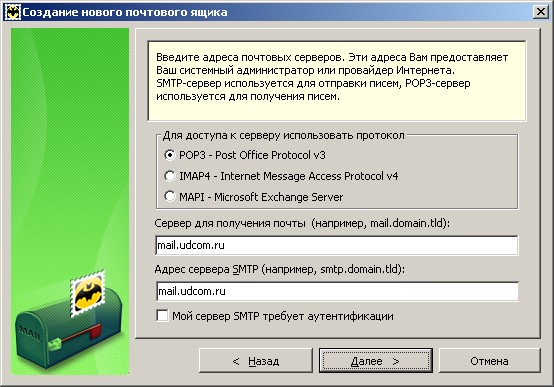 Создание нового почтового ящика
Введите адреса почтовых серверов. Эти адреса Вам предоставляет
Ваш системный администратор или провайдер Интернета.
SMTP-сервер используется для отправки писем, POP3-сервер
используется для получения писем.
Для доступа к серверу использовать протокол
POP3 - Post Office Protocol v3
IMAP4 - Internet Message Access Protocol v4
MAPI - Microsoft Exchange Server
Сервер для получения почты (например, mail.domain.tld):
mail.udcom.ru
Адрес сервера SMTP (например, smtp.domain.tld):
mail.udcom.ru
Мой сервер SMTP требует аутентификации
MAIL
< Назад
Далее >
Отмена